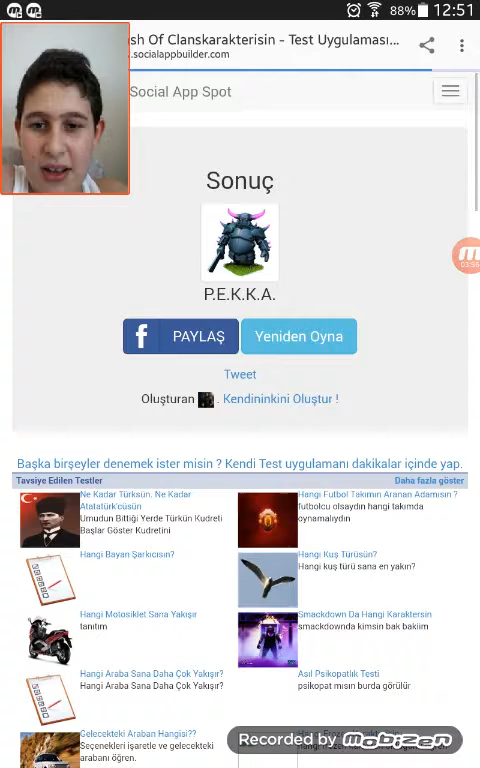 88% 12:51
sh Of Clanskarakterisin - Test Uygulaması...
.socialappbuilder.com
Social App Spot
Sonuç
03:56
P.E.K.K.A.
f PAYLAŞ Yeniden Oyna
Tweet
Oluşturan . Kendininkini Oluştur !
Başka birşeyler denemek ister misin ? Kendi Test uygulamanı dakikalar içinde yap.
Tavsiye Edilen Testler Daha fazla göster
Ne Kadar Türksün. Ne Kadar
Atatatürk'cüsün
Umudun Bittiği Yerde Türkün Kudreti
Başlar Göster Kudretini
Hangi Futbol Takımın Aranan Adamısın ?
futbolcu olsaydın hangi takımda
oynamalıydın
Hangi Bayan Şarkıcısın?
Hangi Kuş Türüsün?
Hangi kuş türü sana en yakın?
Hangi Motosiklet Sana Yakışır
tanıtım
Smackdown Da Hangi Karaktersin
smackdownda kimsin bak bakiim
Hangi Araba Sana Daha Çok Yakışır?
Hangi Araba Sana Daha Çok Yakışır?
Asıl Psikopatlık Testi
psikopat mısın burda görülür
Gelecekteki Araban Hangisi??
Seçenekleri işaretle ve gelecekteki
arabanı öğren.
Recorded by mobizen